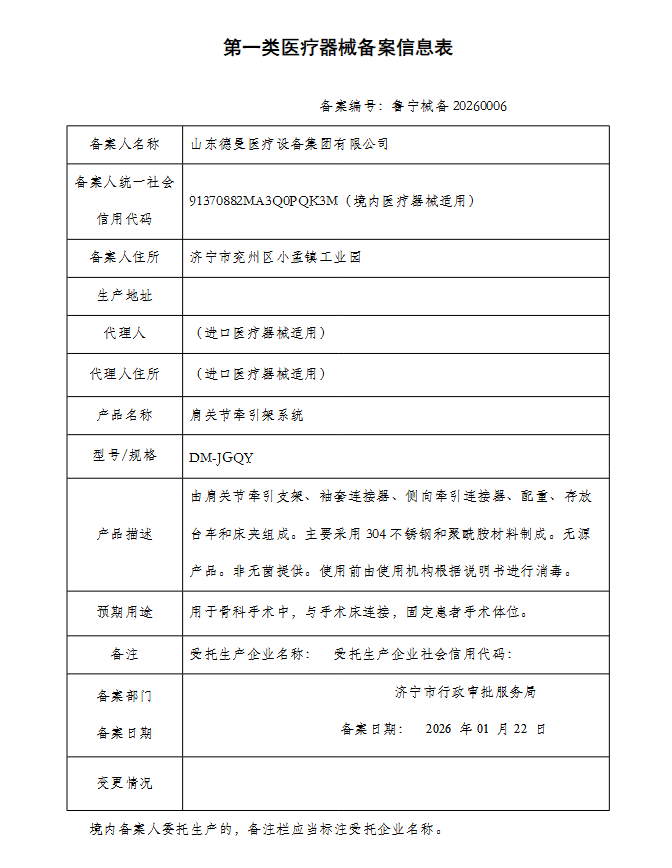 第一类医疗器械备案信息表
备案编号：鲁宁械备20260006
备案人名称
山东德曼医疗设备集团有限公司
备案人统一社会
信用代码
91370882MA3Q0PQK3M（境内医疗器械适用）
备案人住所
济宁市兖州区小孟镇工业园
生产地址
代理人
（进口医疗器械适用）
代理人住所
（进口医疗器械适用）
产品名称
肩关节牵引架系统
型号/规格
DM-JGQY
产品描述
由肩关节牵引支架、袖套连接器、侧向牵引连接器、配重、存放
台车和床夹组成。主要采用304不锈钢和聚酰胺材料制成。无源
产品。非无菌提供。使用前由使用机构根据说明书进行消毒。
预期用途
用于骨科手术中，与手术床连接，固定患者手术体位。
备注
受托生产企业名称： 受托生产企业社会信用代码：
备案部门
备案日期
济宁市行政审批服务局
备案日期： 2026 年 01 月 22 日
变更情况
境内备案人委托生产的，备注栏应当标注受托企业名称。